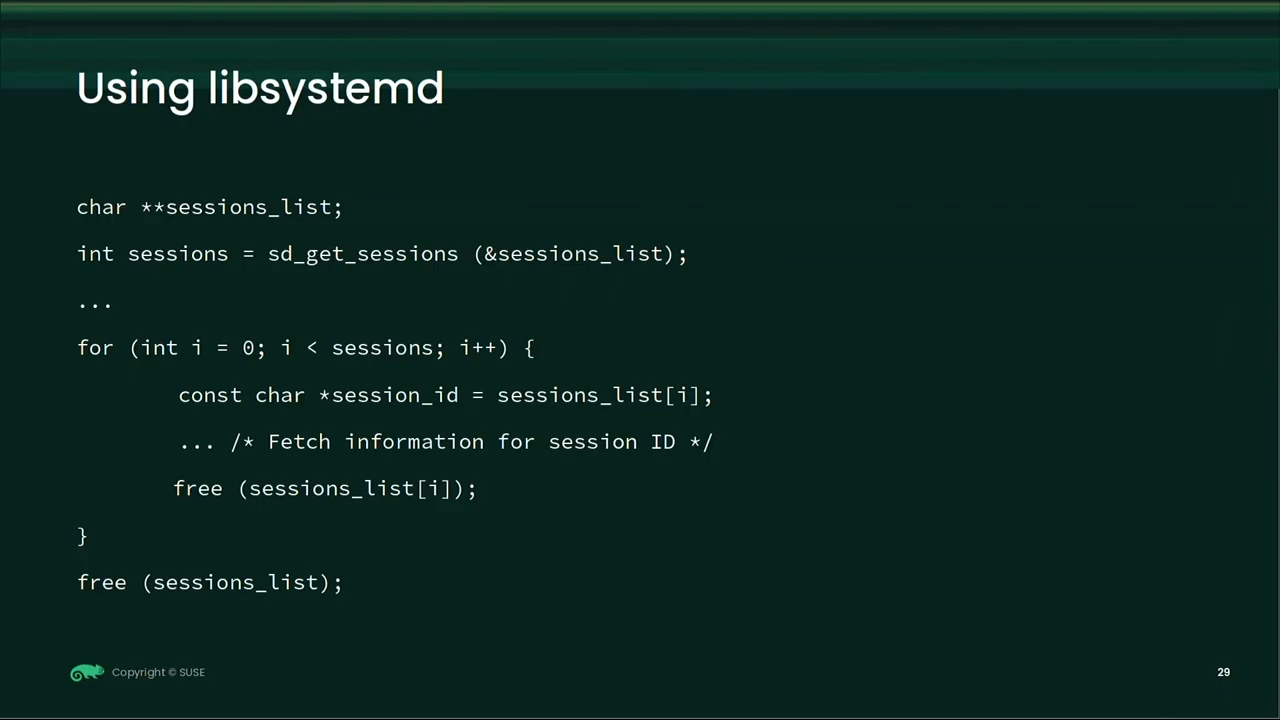 Using libsystemd
char **sessions_list;
int sessions = sd_get_sessions (&sessions_list);
...
for (int i = 0; i < sessions; i++) {
const char *session_id = sessions_list[i];
... /* Fetch information for session ID */
free (sessions_list[i]);
}
free (sessions_list);
Copyright © SUSE
29